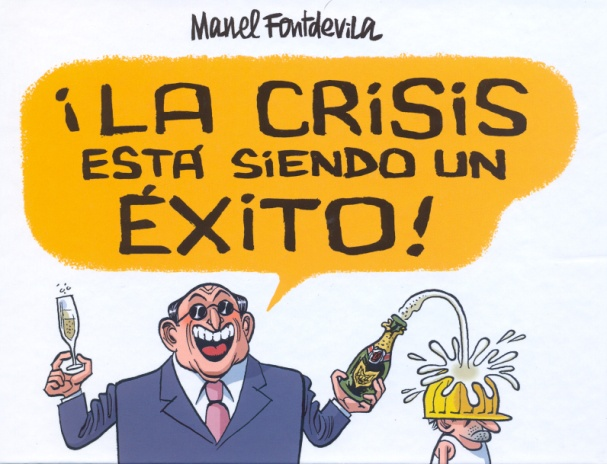 Manel Fontdevila
¡LA CRiSiS
ESTÁ SiENDO UN
ÉXiTO!